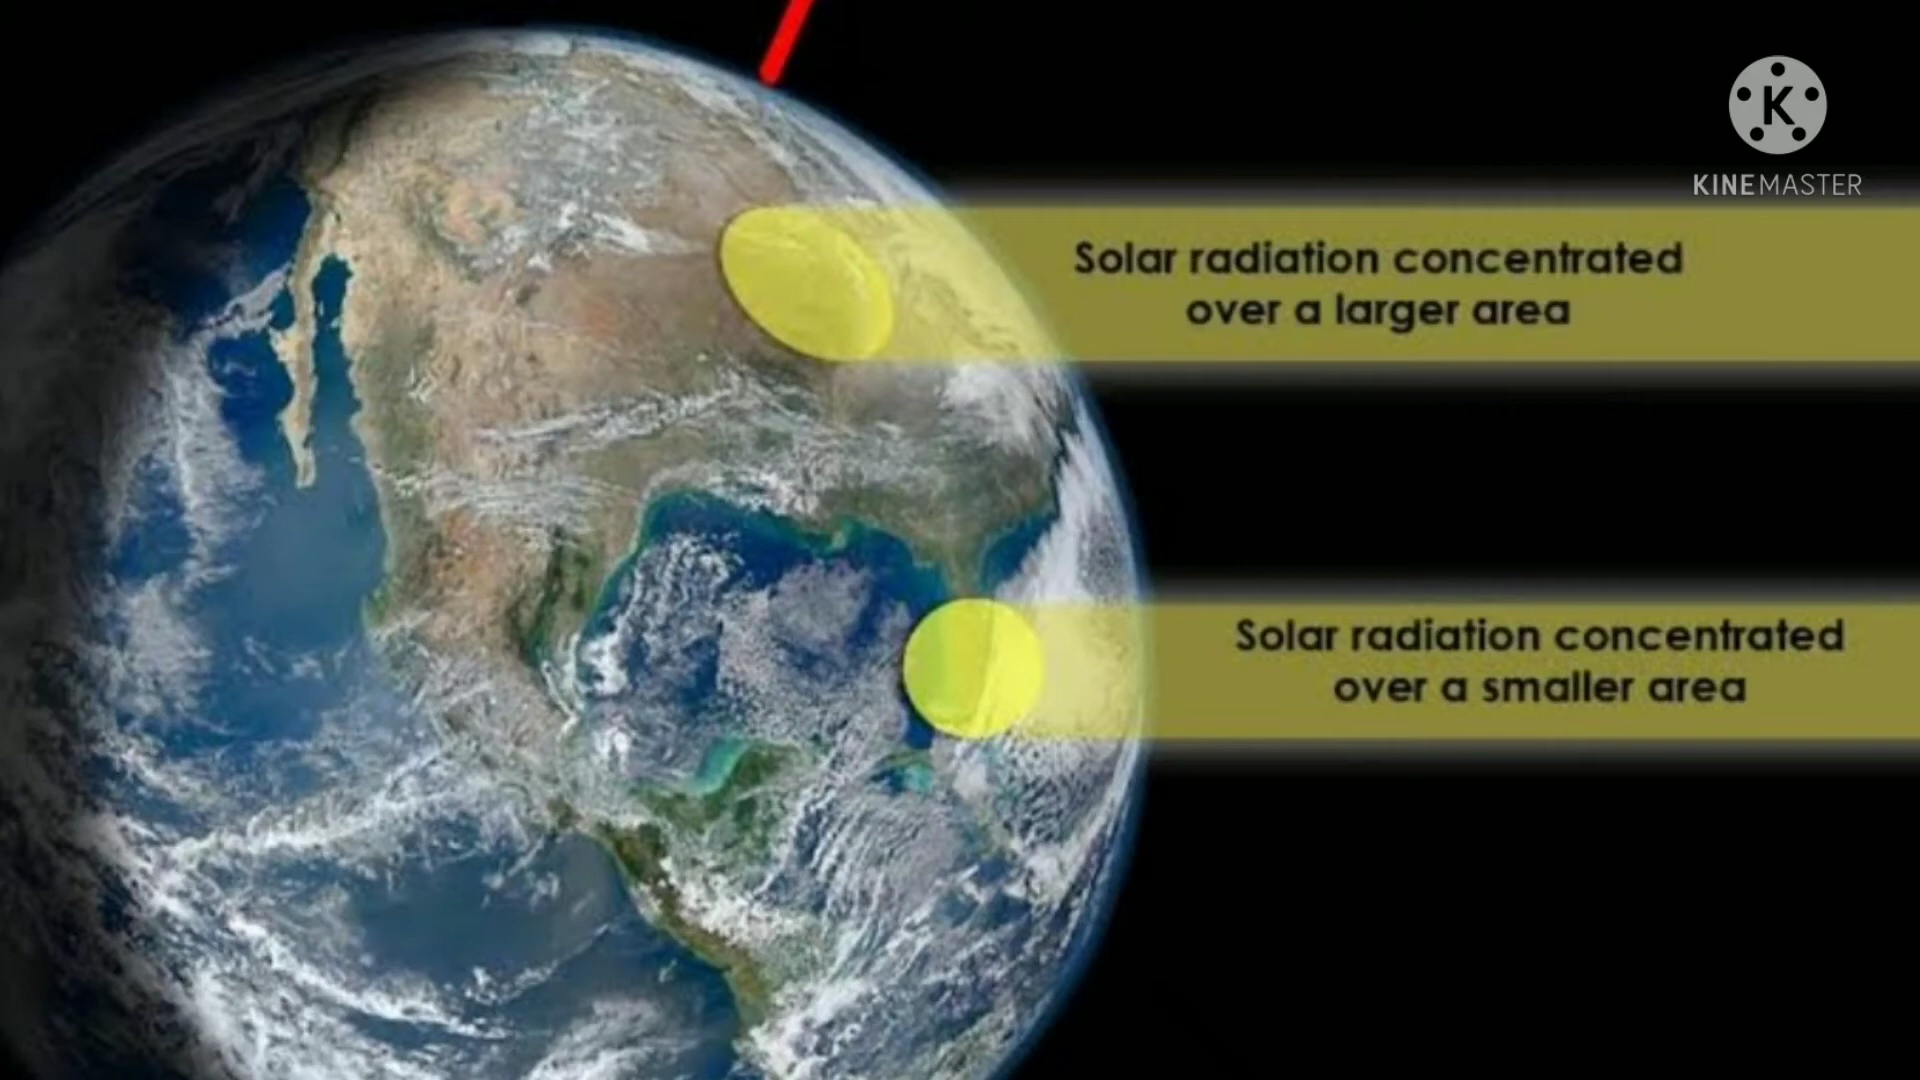 K
KINEMASTER
Solar radiation concentrated
over a larger area
Solar radiation concentrated
over a smaller area